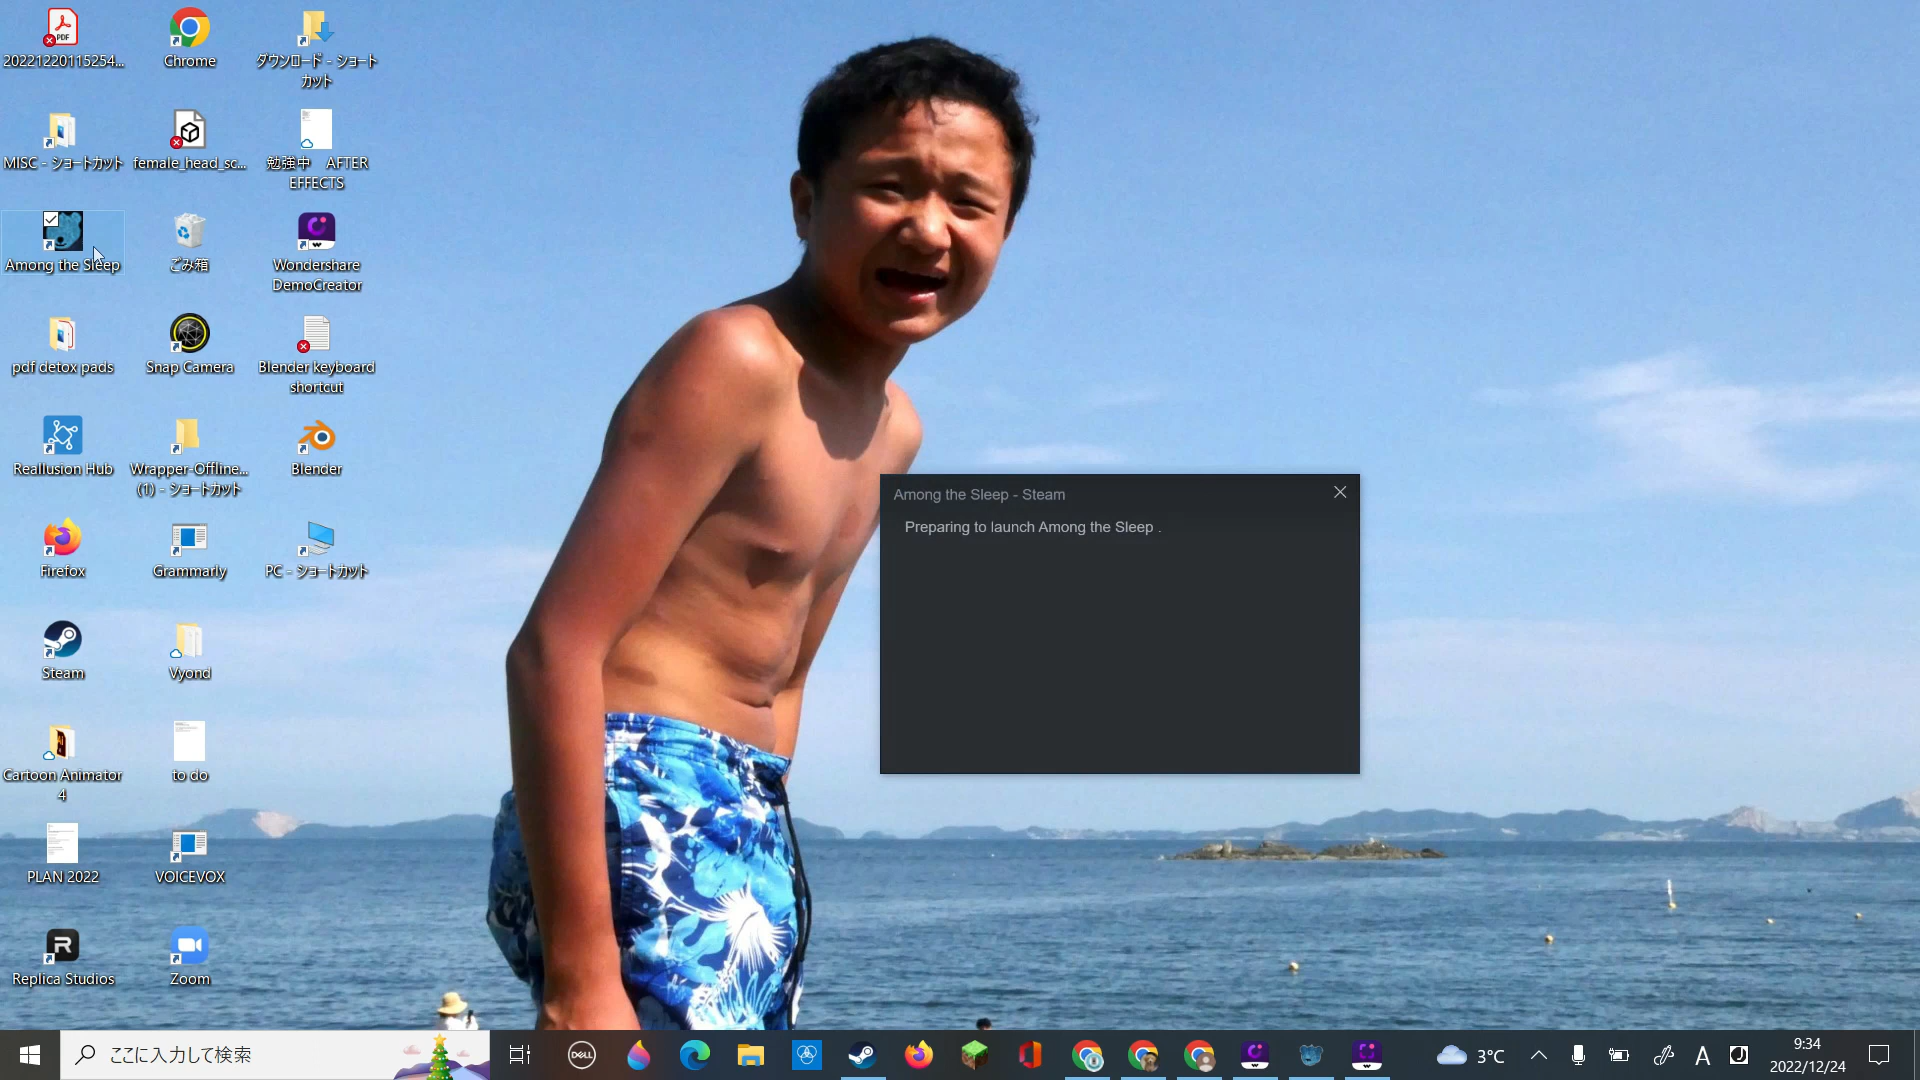 20221220115254...
Chrome
ダウンロード - ショート
カット
MISC - ショートカット
female_head_sc...
勉強中 AFTER
EFFECTS
Among the Sleep
ごみ箱
Wondershare
DemoCreator
pdf detox pads
Snap Camera
Blender keyboard
shortcut
Reallusion Hub
Wrapper-Offline...
(1) - ショートカット
Blender
Firefox
Grammarly
PC - ショートカット
Steam
Vyond
Cartoon Animator
4
to do
PLAN 2022
VOICEVOX
Replica Studios
Zoom
Among the Sleep - Steam
Preparing to launch Among the Sleep .
ここに入力して検索
DELL
3°C
A
9:34
2022/12/24